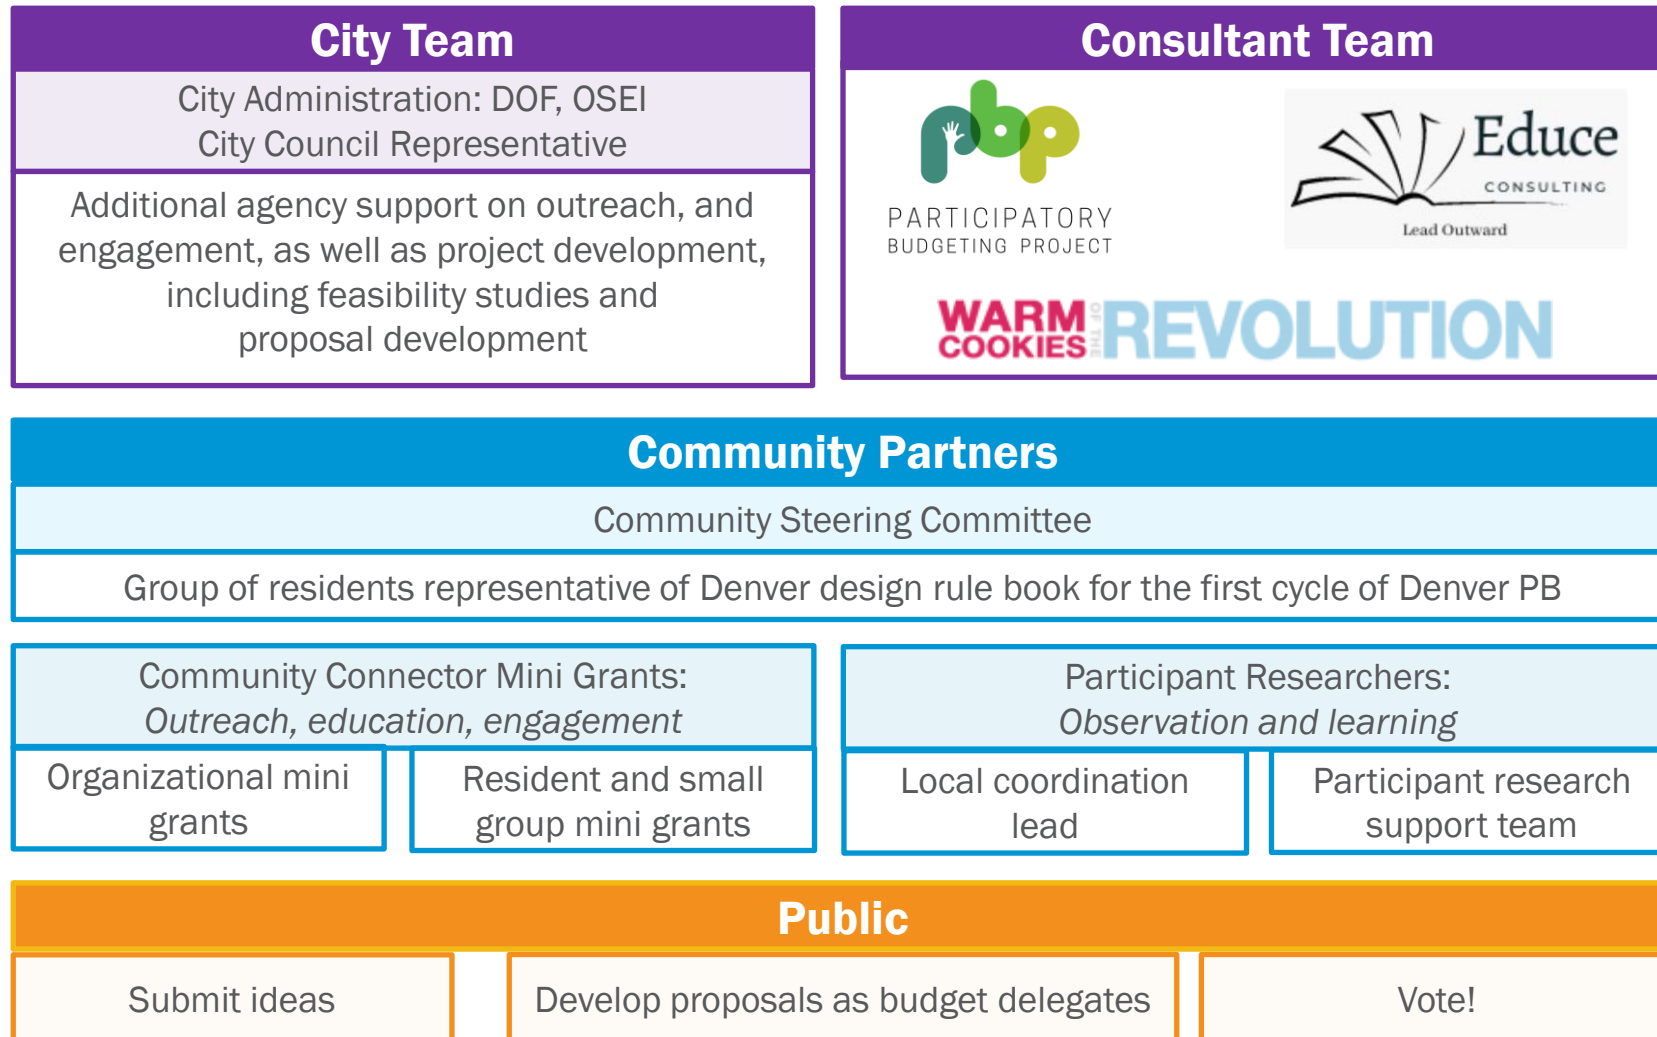 City Team
City Administration: DOF, OSEI
City Council Representative
Additional agency support on outreach, and
engagement, as well as project development,
including feasibility studies and
proposal development
Consultant Team
pbp
PARTICIPATORY
BUDGETING PROJECT
Educe
CONSULTING
Lead Outward
WARM
COOKIES
OF THE
REVOLUTION
Community Partners
Community Steering Committee
Group of residents representative of Denver design rule book for the first cycle of Denver PB
Community Connector Mini Grants:
Outreach, education, engagement
Organizational mini
grants
Resident and small
group mini grants
Participant Researchers:
Observation and learning
Local coordination
lead
Participant research
support team
Public
Submit ideas
Develop proposals as budget delegates
Vote!